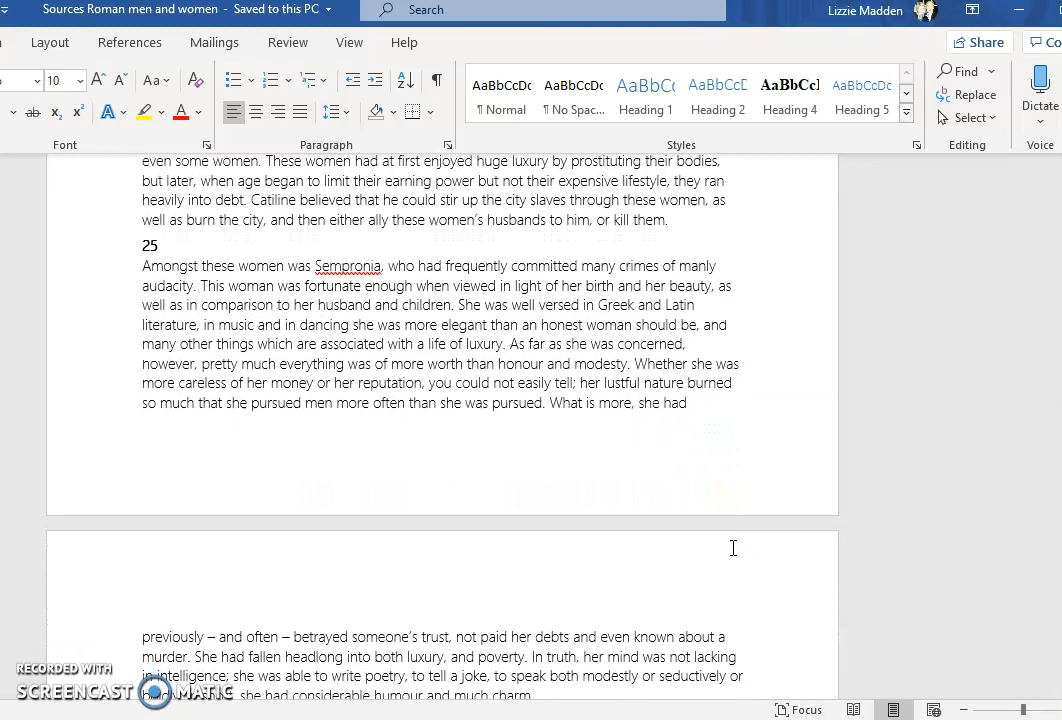 Sources Roman men and women - Saved to this PC
Search
Lizzie Madden
Layout References Mailings Review View Help
Share Co
10 Aa
AaBbCcDc AaBbCcDc AaBbCc AaBbCcD AaBbCcI AaBbCcDc
¶ Normal ¶ No Spac... Heading 1 Heading 2 Heading 4 Heading 5
Find
Replace
Select
Dictate
Font Paragraph Styles Editing Voice
even some women. These women had at first enjoyed huge luxury by prostituting their bodies,
but later, when age began to limit their earning power but not their expensive lifestyle, they ran
heavily into debt. Catiline believed that he could stir up the city slaves through these women, as
well as burn the city, and then either ally these women's husbands to him, or kill them.
25
Amongst these women was Sempronia, who had frequently committed many crimes of manly
audacity. This woman was fortunate enough when viewed in light of her birth and her beauty, as
well as in comparison to her husband and children. She was well versed in Greek and Latin
literature, in music and in dancing she was more elegant than an honest woman should be, and
many other things which are associated with a life of luxury. As far as she was concerned,
however, pretty much everything was of more worth than honour and modesty. Whether she was
more careless of her money or her reputation, you could not easily tell; her lustful nature burned
so much that she pursued men more often than she was pursued. What is more, she had
previously – and often – betrayed someone's trust, not paid her debts and even known about a
murder. She had fallen headlong into both luxury, and poverty. In truth, her mind was not lacking
in intelligence; she was able to write poetry, to tell a joke, to speak both modestly or seductively or
she had considerable humour and much charm
RECORDED WITH
SCREENCAST MATIC
Focus